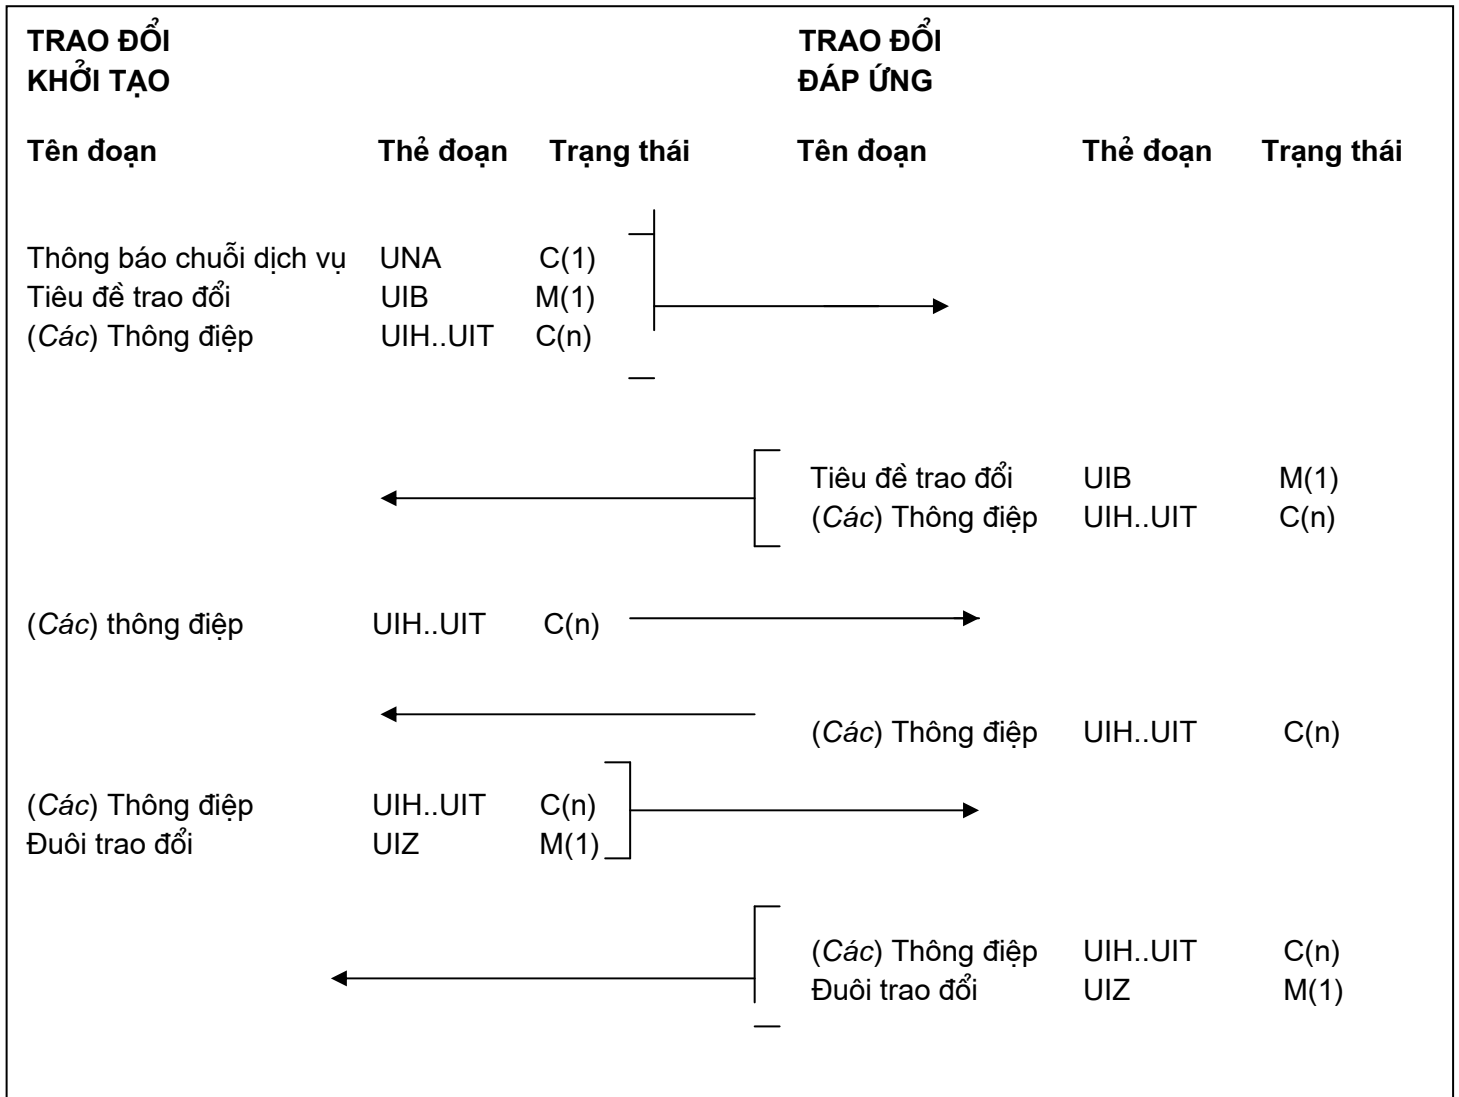 TRAO ĐỔI TRAO ĐỔI
KHỞI TẠO ĐÁP ỨNG
Tên đoạn Thẻ đoạn Trạng thái Tên đoạn Thẻ đoạn Trạng thái
Thông báo chuỗi dịch vụ UNA C(1)
Tiêu đề trao đổi UIB M(1)
(Các) Thông điệp UIH..UIT C(n)
Tiêu đề trao đổi UIB M(1)
(Các) Thông điệp UIH..UIT C(n)
(Các) thông điệp UIH..UIT C(n)
(Các) Thông điệp UIH..UIT C(n)
(Các) Thông điệp UIH..UIT C(n)
Đuôi trao đổi UIZ M(1)
(Các) Thông điệp UIH..UIT C(n)
Đuôi trao đổi UIZ M(1)